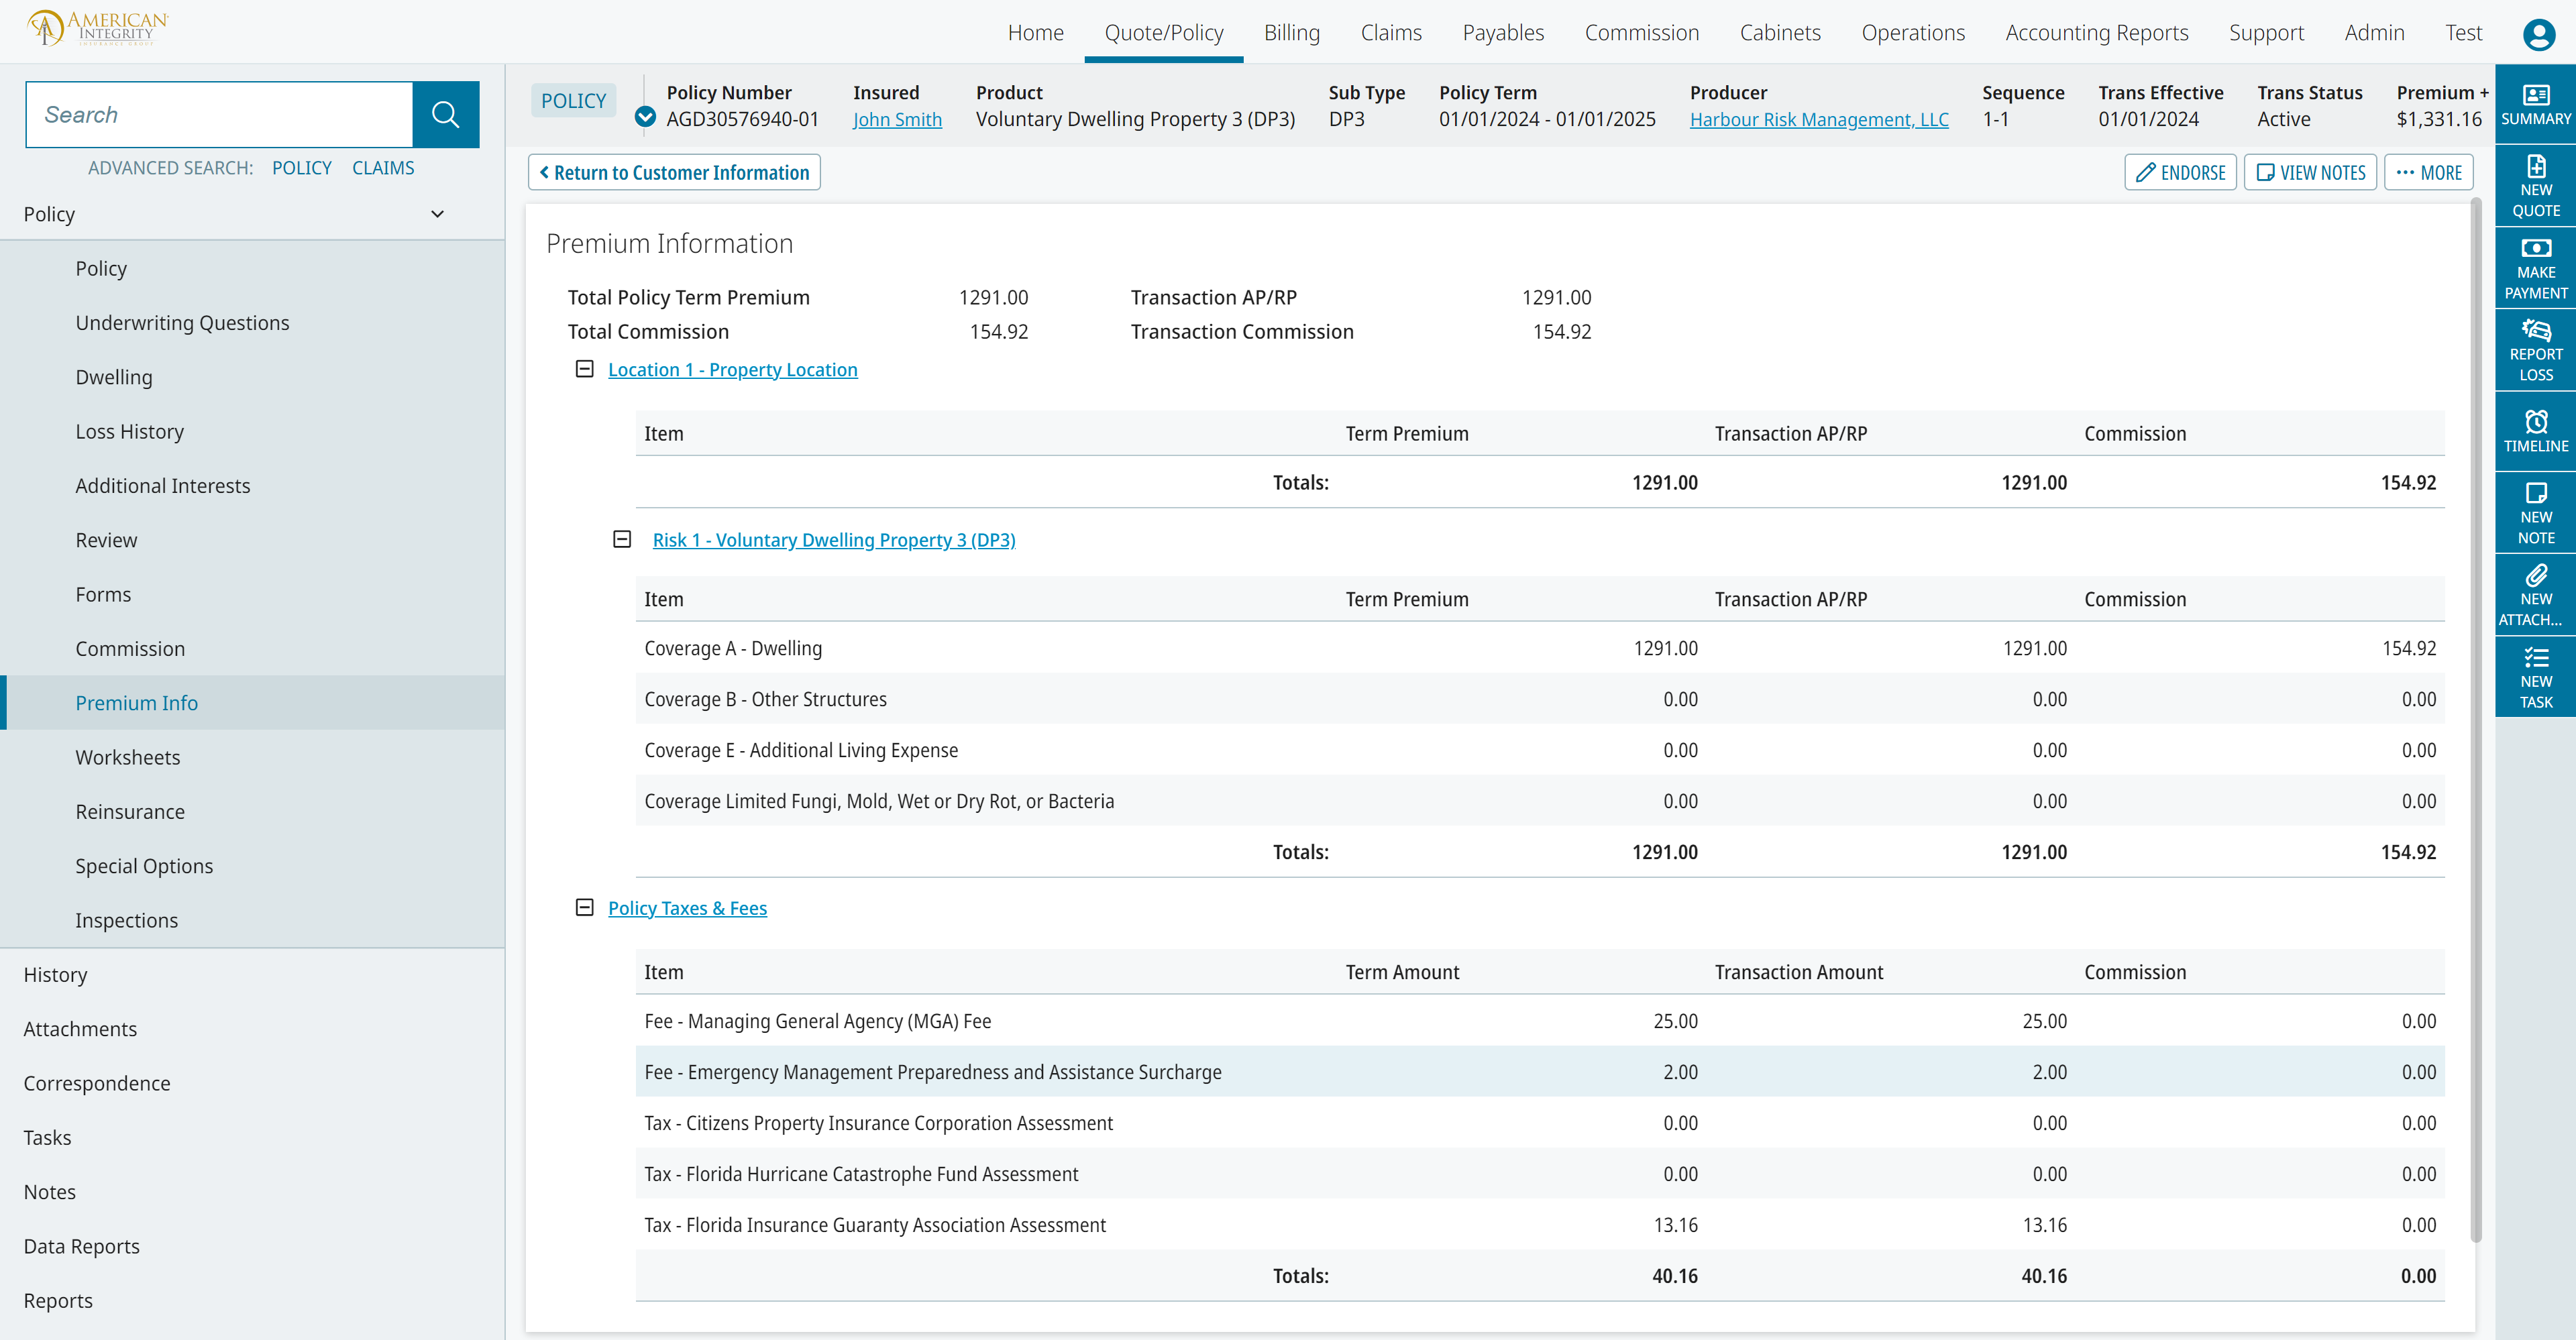 AMERICAN
INTEGRITY
INSURANCE GROUP
Home Quote/Policy Billing Claims Payables Commission Cabinets Operations Accounting Reports Support Admin Test
Search
ADVANCED SEARCH: POLICY CLAIMS
Policy
Policy
Underwriting Questions
Dwelling
Loss History
Additional Interests
Review
Forms
Commission
Premium Info
Worksheets
Reinsurance
Special Options
Inspections
History
Attachments
Correspondence
Tasks
Notes
Data Reports
Reports
POLICY
Policy Number Insured Product Sub Type Policy Term Producer Sequence Trans Effective Trans Status Premium +
AGD30576940-01 John Smith Voluntary Dwelling Property 3 (DP3) DP3 01/01/2024 - 01/01/2025 Harbour Risk Management, LLC 1-1 01/01/2024 Active $1,331.16
Return to Customer Information ENDORSE VIEW NOTES ··· MORE
Premium Information
Total Policy Term Premium 1291.00 Transaction AP/RP 1291.00
Total Commission 154.92 Transaction Commission 154.92
Location 1 - Property Location
Item Term Premium Transaction AP/RP Commission
Totals: 1291.00 1291.00 154.92
Risk 1 - Voluntary Dwelling Property 3 (DP3)
Item Term Premium Transaction AP/RP Commission
Coverage A - Dwelling 1291.00 1291.00 154.92
Coverage B - Other Structures 0.00 0.00 0.00
Coverage E - Additional Living Expense 0.00 0.00 0.00
Coverage Limited Fungi, Mold, Wet or Dry Rot, or Bacteria 0.00 0.00 0.00
Totals: 1291.00 1291.00 154.92
Policy Taxes & Fees
Item Term Amount Transaction Amount Commission
Fee - Managing General Agency (MGA) Fee 25.00 25.00 0.00
Fee - Emergency Management Preparedness and Assistance Surcharge 2.00 2.00 0.00
Tax - Citizens Property Insurance Corporation Assessment 0.00 0.00 0.00
Tax - Florida Hurricane Catastrophe Fund Assessment 0.00 0.00 0.00
Tax - Florida Insurance Guaranty Association Assessment 13.16 13.16 0.00
Totals: 40.16 40.16 0.00
SUMMARY
NEW
QUOTE
MAKE
PAYMENT
REPORT
LOSS
TIMELINE
NEW
NOTE
NEW
ATTACH...
NEW
TASK